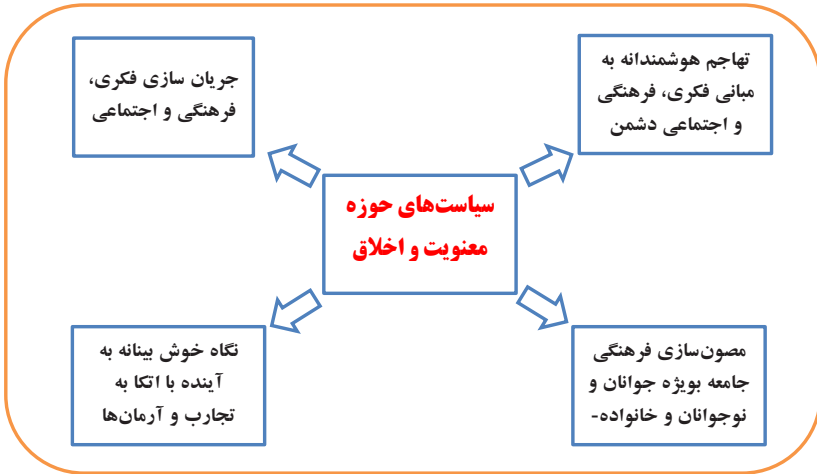 تهاجم هوشمندانه به
مبانی فکری، فرهنگی
و اجتماعی دشمن
جریان سازی فکری،
فرهنگی و اجتماعی
سیاست‌های حوزه
معنویت و اخلاق
مصون‌سازی فرهنگی
جامعه بویژه جوانان و
نوجوانان و خانواده-
نگاه خوش بینانه به
آینده با اتکا به
تجارب و آرمان‌ها